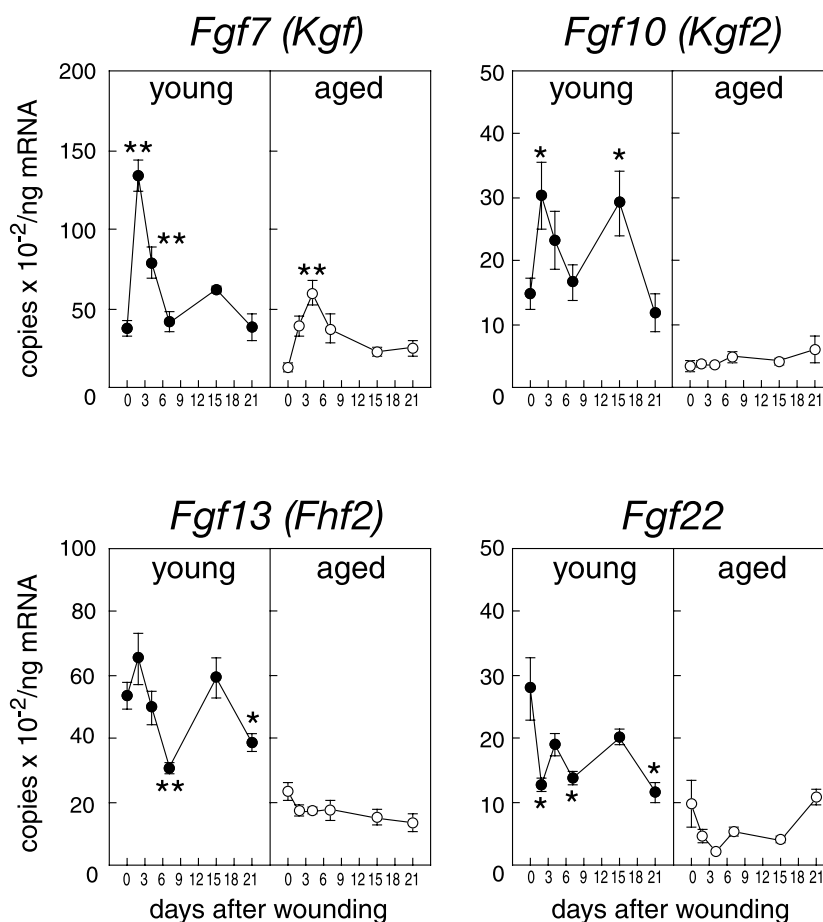 Fgf7 (Kgf)
200
150
100
50
0
copies x 10⁻²/ng mRNA
young
aged
**
**
**
0 3 6 9 12 15 18 21
0 3 6 9 12 15 18 21
Fgf10 (Kgf2)
50
40
30
20
10
0
young
aged
*
*
0 3 6 9 12 15 18 21
0 3 6 9 12 15 18 21
Fgf13 (Fhf2)
100
80
60
40
20
0
copies x 10⁻²/ng mRNA
young
aged
**
*
0 3 6 9 12 15 18 21
0 3 6 9 12 15 18 21
days after wounding
Fgf22
50
40
30
20
10
0
young
aged
*
*
*
0 3 6 9 12 15 18 21
0 3 6 9 12 15 18 21
days after wounding